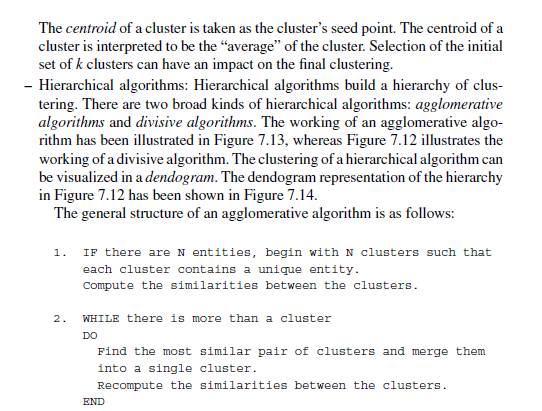 The centroid of a cluster is taken as the cluster’s seed point. The centroid of a
cluster is interpreted to be the “average” of the cluster. Selection of the initial
set of k clusters can have an impact on the final clustering.
– Hierarchical algorithms: Hierarchical algorithms build a hierarchy of clus-
tering. There are two broad kinds of hierarchical algorithms: agglomerative
algorithms and divisive algorithms. The working of an agglomerative algo-
rithm has been illustrated in Figure 7.13, whereas Figure 7.12 illustrates the
working of a divisive algorithm. The clustering of a hierarchical algorithm can
be visualized in a dendogram. The dendogram representation of the hierarchy
in Figure 7.12 has been shown in Figure 7.14.
The general structure of an agglomerative algorithm is as follows:
1. IF there are N entities, begin with N clusters such that
each cluster contains a unique entity.
Compute the similarities between the clusters.
2. WHILE there is more than a cluster
DO
Find the most similar pair of clusters and merge them
into a single cluster.
Recompute the similarities between the clusters.
END